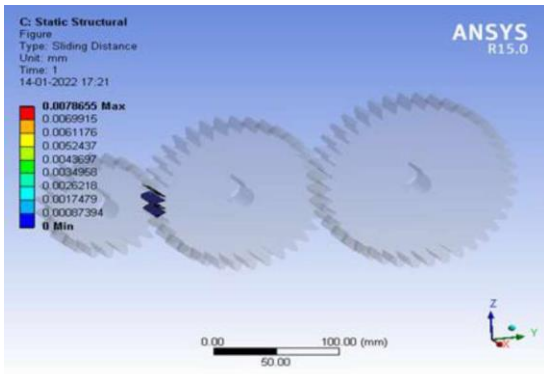 C: Static Structural
Figure
Type: Sliding Distance
Unit: mm
Time: 1
14-01-2022 17:21
ANSYS
R15.0
0.0078655 Max
0.0069915
0.0061176
0.0052437
0.0043697
0.0034958
0.0026218
0.0017479
0.00087394
0 Min
Z
Y
X
0.00
100.00 (mm)
50.00